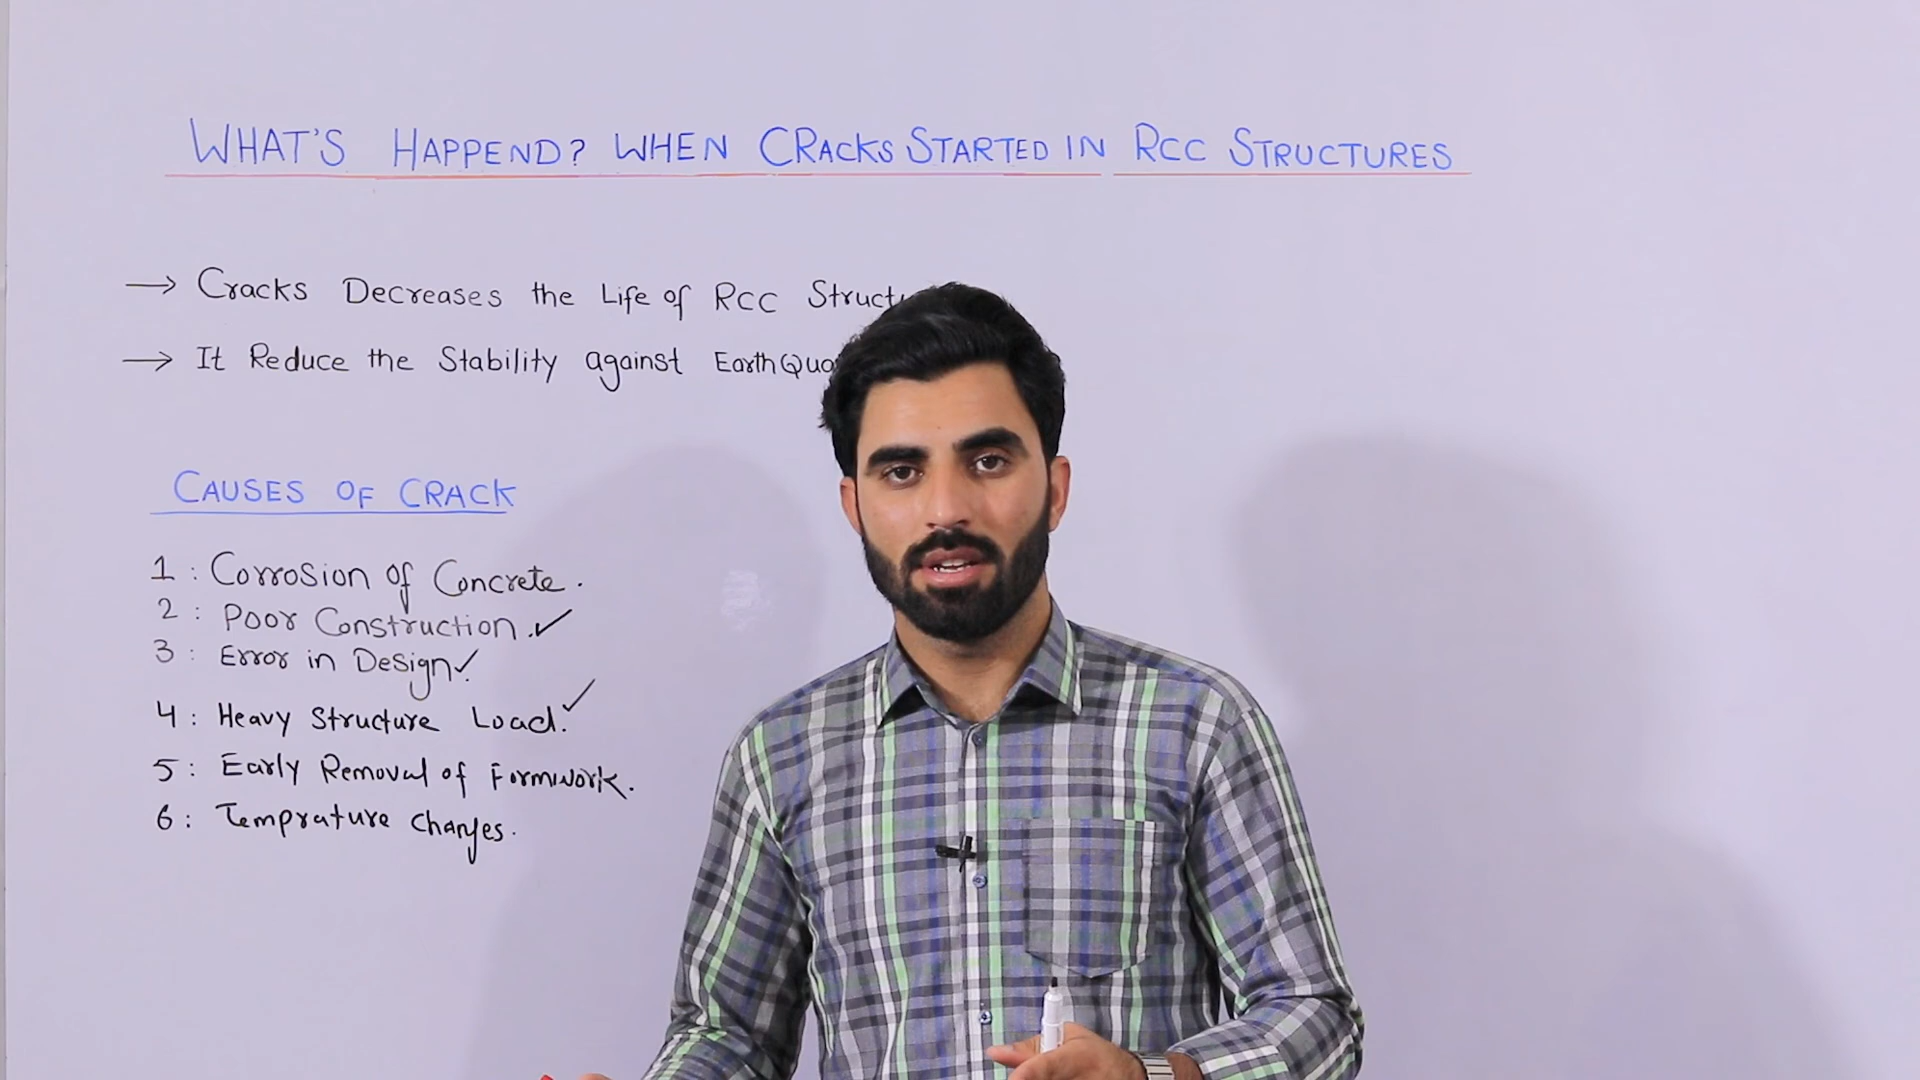 WHAT'S HAPPEND? WHEN CRacks STARTED IN RCC STRUCTURES
→ Cracks Decreases the Life of RCC
→ It Reduce the Stability against
CAUSES OF CRACK
1 : Corrosion of Concrete.
2 : Poor Construction. ✓
3 : Error in Design ✓.
4 : Heavy Structure Load. ✓
5 : Early Removal of Formwork.
6 : Temprature Changes.